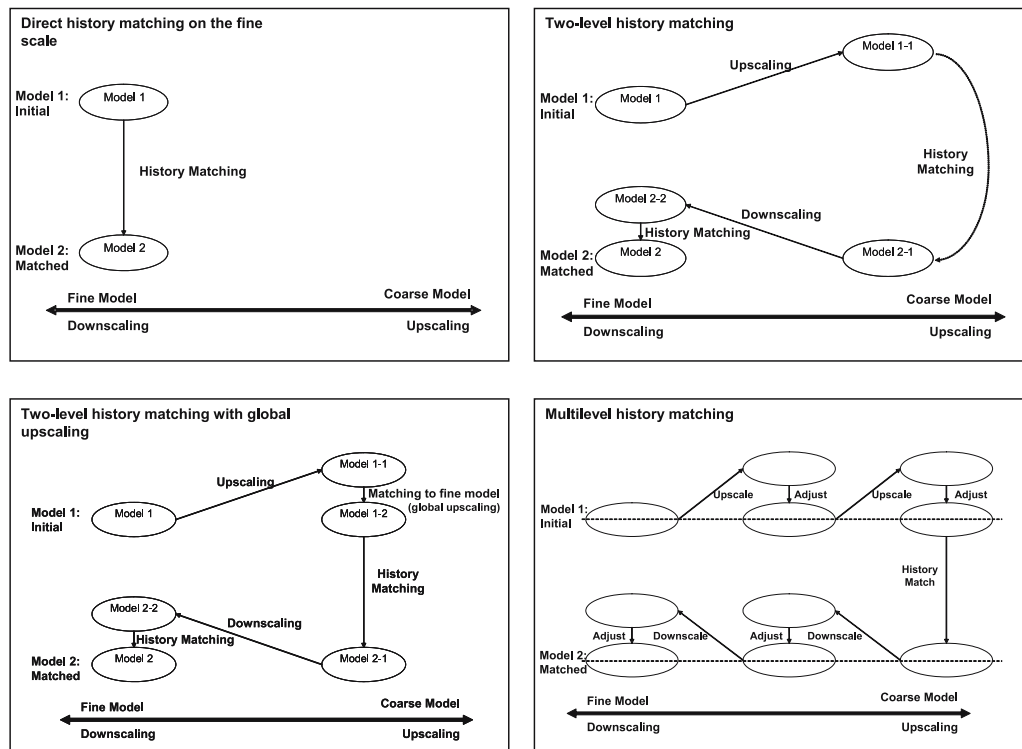 Direct history matching on the fine
scale
Model 1:
Initial
Model 1
History Matching
Model 2:
Matched
Model 2
Fine Model
Coarse Model
Downscaling
Upscaling
Two-level history matching
Model 1-1
Upscaling
Model 1:
Initial
Model 1
History
Matching
Model 2-2
Downscaling
History Matching
Model 2:
Matched
Model 2
Model 2-1
Fine Model
Coarse Model
Downscaling
Upscaling
Two-level history matching with global
upscaling
Model 1-1
Upscaling
Matching to fine model
(global upscaling)
Model 1:
Initial
Model 1
Model 1-2
History
Matching
Model 2-2
Downscaling
History Matching
Model 2:
Matched
Model 2
Model 2-1
Fine Model
Coarse Model
Downscaling
Upscaling
Multilevel history matching
Upscale
Adjust
Upscale
Adjust
Model 1:
Initial
History
Match
Adjust
Downscale
Adjust
Downscale
Model 2:
Matched
Fine Model
Coarse Model
Downscaling
Upscaling